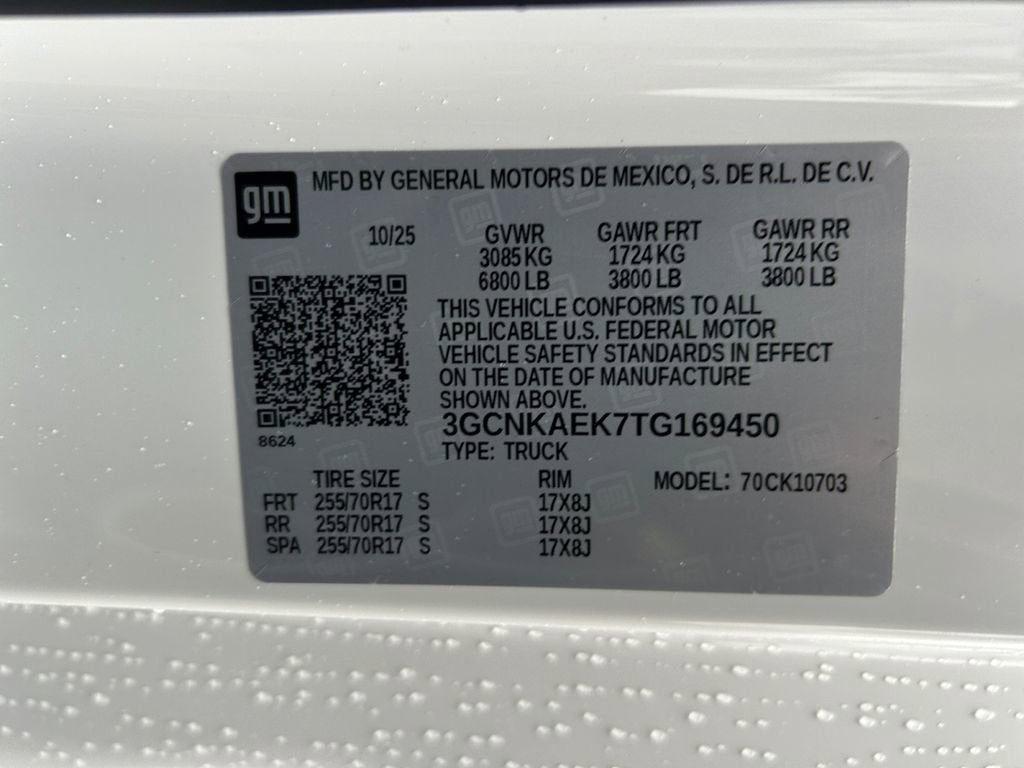 gm
MFD BY GENERAL MOTORS DE MEXICO, S. DE R.L. DE C.V.
10/25 GVWR GAWR FRT GAWR RR
3085 KG 1724 KG 1724 KG
6800 LB 3800 LB 3800 LB
THIS VEHICLE CONFORMS TO ALL
APPLICABLE U.S. FEDERAL MOTOR
VEHICLE SAFETY STANDARDS IN EFFECT
ON THE DATE OF MANUFACTURE
SHOWN ABOVE.
3GCNKAEK7TG169450
8624
TYPE: TRUCK
TIRE SIZE RIM MODEL: 70CK10703
FRT 255/70R17 S 17X8J
RR 255/70R17 S 17X8J
SPA 255/70R17 S 17X8J